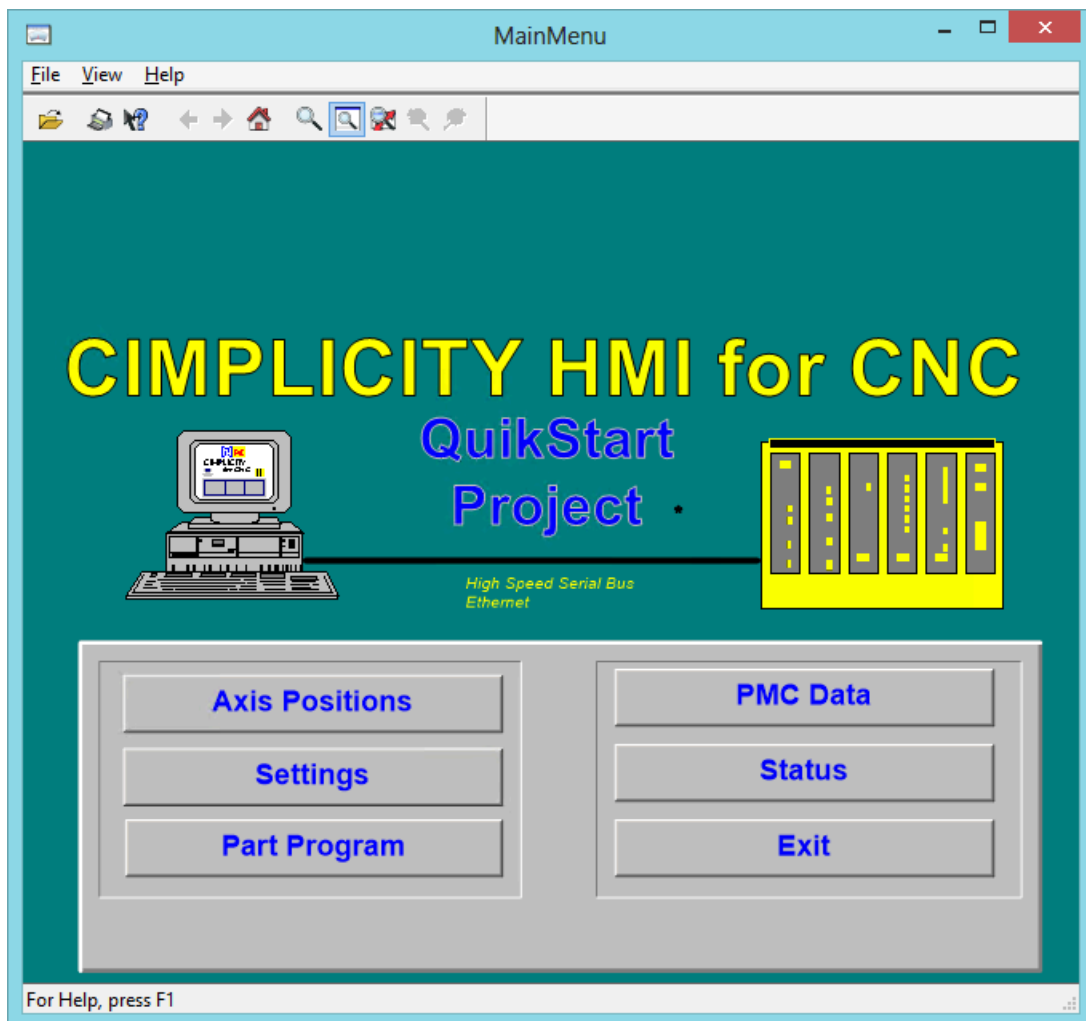 MainMenu
File View Help
CIMPLICITY HMI for CNC
QuikStart
Project *
High Speed Serial Bus
Ethernet
Axis Positions
Settings
Part Program
PMC Data
Status
Exit
For Help, press F1